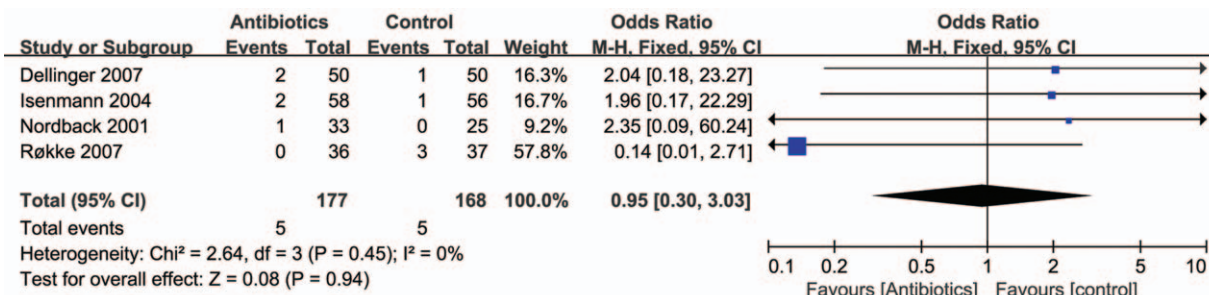 Antibiotics Control Odds Ratio Odds Ratio
Study or Subgroup Events Total Events Total Weight M-H, Fixed, 95% CI M-H, Fixed, 95% CI
Dellinger 2007 2 50 1 50 16.3% 2.04 [0.18, 23.27]
Isenmann 2004 2 58 1 56 16.7% 1.96 [0.17, 22.29]
Nordback 2001 1 33 0 25 9.2% 2.35 [0.09, 60.24]
Røkke 2007 0 36 3 37 57.8% 0.14 [0.01, 2.71]
Total (95% CI) 177 168 100.0% 0.95 [0.30, 3.03]
Total events 5 5
Heterogeneity: Chi² = 2.64, df = 3 (P = 0.45); I² = 0%
Test for overall effect: Z = 0.08 (P = 0.94)
0.1 0.2 0.5 1 2 5 10
Favours [Antibiotics] Favours [control]